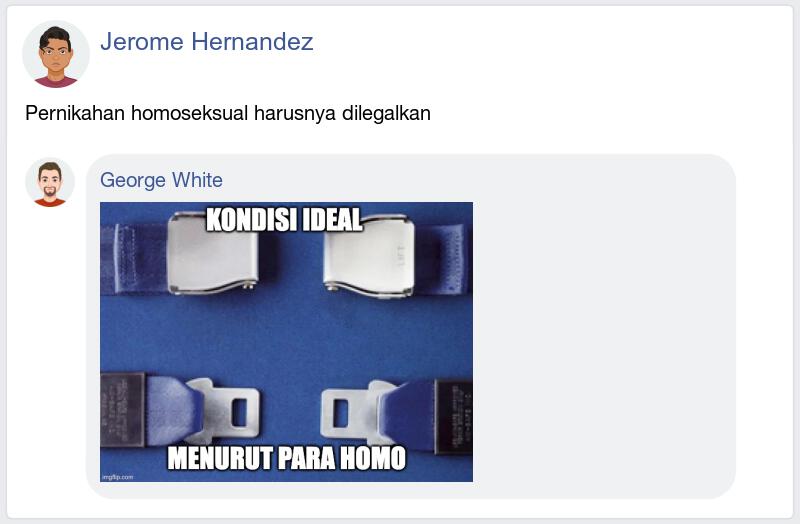 Jerome Hernandez
Pernikahan homoseksual harusnya dilegalkan
George White
KONDISI IDEAL
MENURUT PARA HOMO
imgflip.com